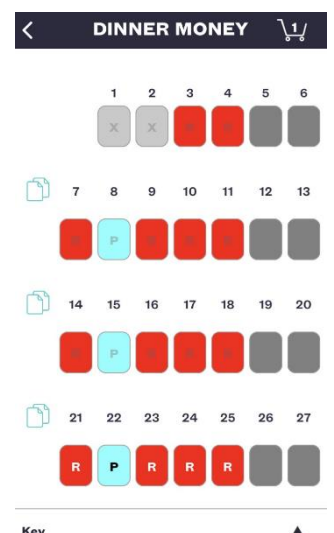 DINNER MONEY 1
1 2 3 4 5 6
X X
7 8 9 10 11 12 13
P
14 15 16 17 18 19 20
P
21 22 23 24 25 26 27
R P R R R
Key